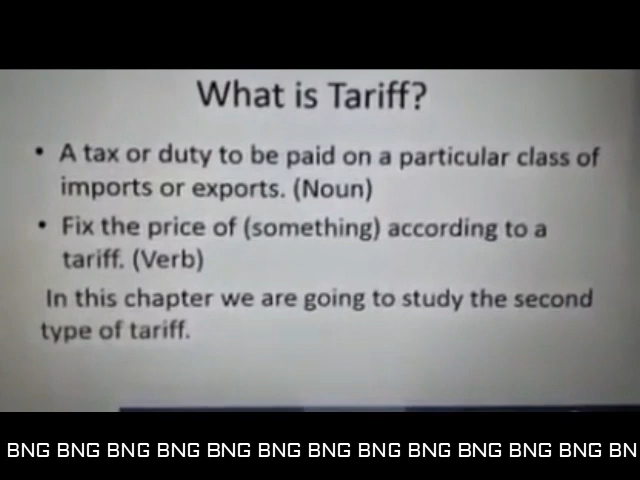 What is Tariff?
• A tax or duty to be paid on a particular class of
imports or exports. (Noun)
• Fix the price of (something) according to a
tariff. (Verb)
In this chapter we are going to study the second
type of tariff.
BNG BNG BNG BNG BNG BNG BNG BNG BNG BNG BNG BNG BN